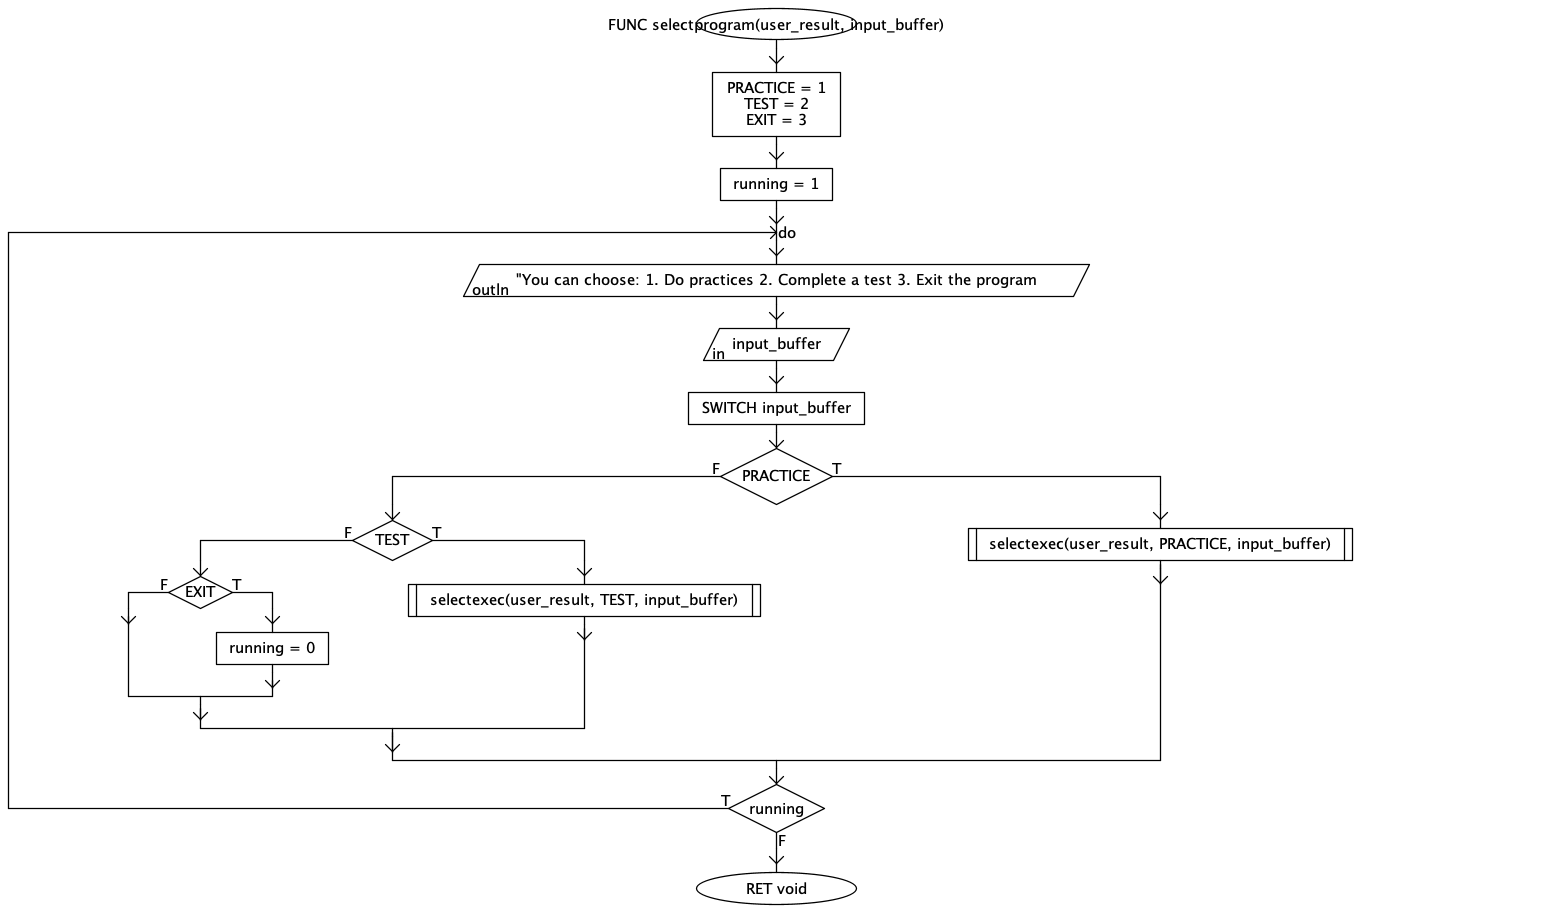 FUNC selectprogram(user_result, input_buffer)
PRACTICE = 1
TEST = 2
EXIT = 3
running = 1
do
"You can choose: 1. Do practices 2. Complete a test 3. Exit the program
outln
input_buffer
in
SWITCH input_buffer
F
PRACTICE
T
F
TEST
T
selectexec(user_result, PRACTICE, input_buffer)
F
EXIT
T
selectexec(user_result, TEST, input_buffer)
running = 0
T
running
F
RET void